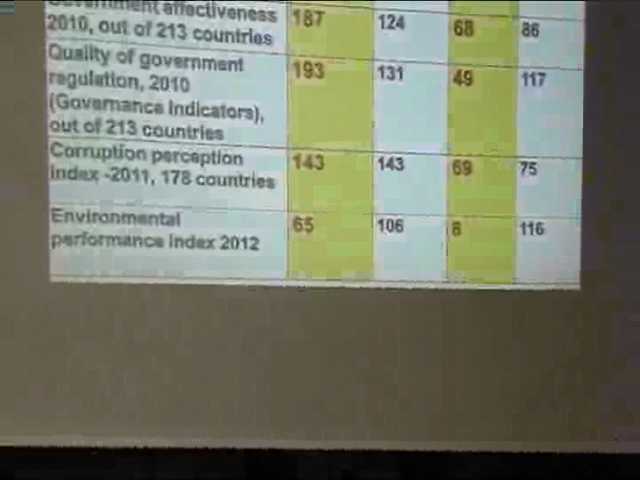 Government effectiveness 187 124 68 86
2010, out of 213 countries
Quality of government 193 131 49 117
regulation, 2010
(Governance Indicators),
out of 213 countries
Corruption perception 143 143 69 75
Index -2011, 178 countries
Environmental 65 106 8 116
performance Index 2012